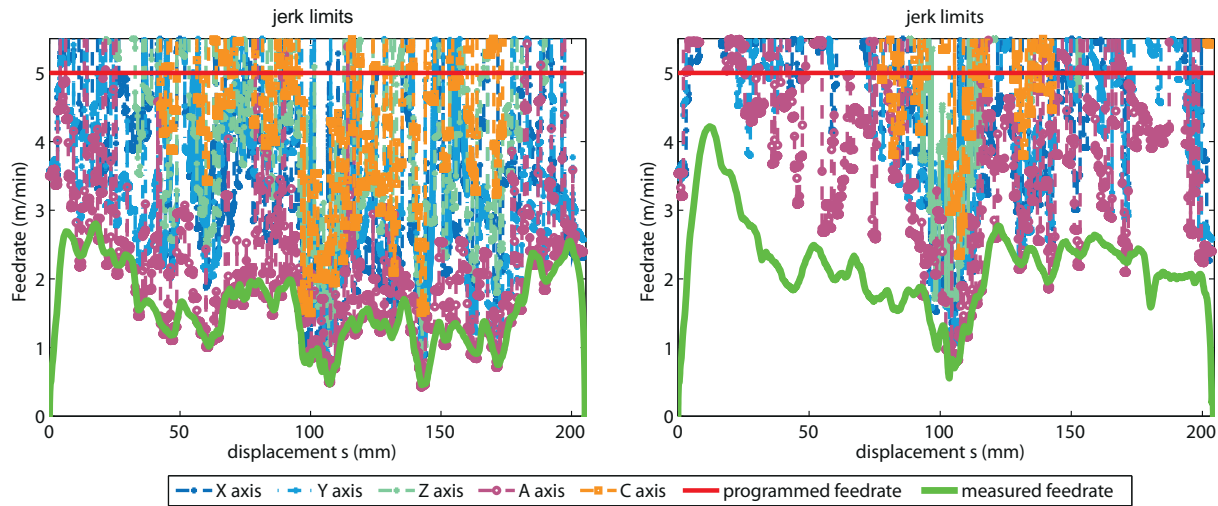 jerk limits
Feedrate (m/min)
5
4
3
2
1
0
0 50 100 150 200
displacement s (mm)
jerk limits
Feedrate (m/min)
5
4
3
2
1
0
0 50 100 150 200
displacement s (mm)
X axis Y axis Z axis A axis C axis programmed feedrate measured feedrate